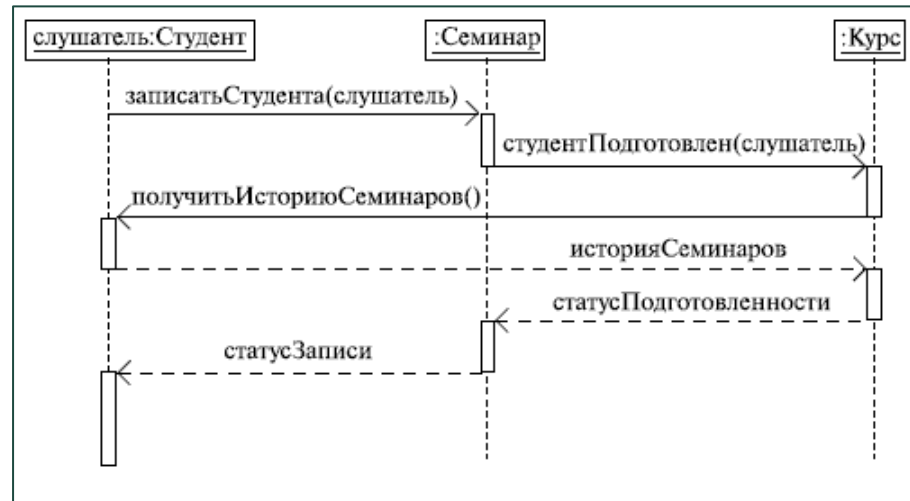 слушатель:Студент
:Семинар
:Курс
записатьСтудента(слушатель)
студентПодготовлен(слушатель)
получитьИсториюСеминаров()
историяСеминаров
статусПодготовленности
статусЗаписи